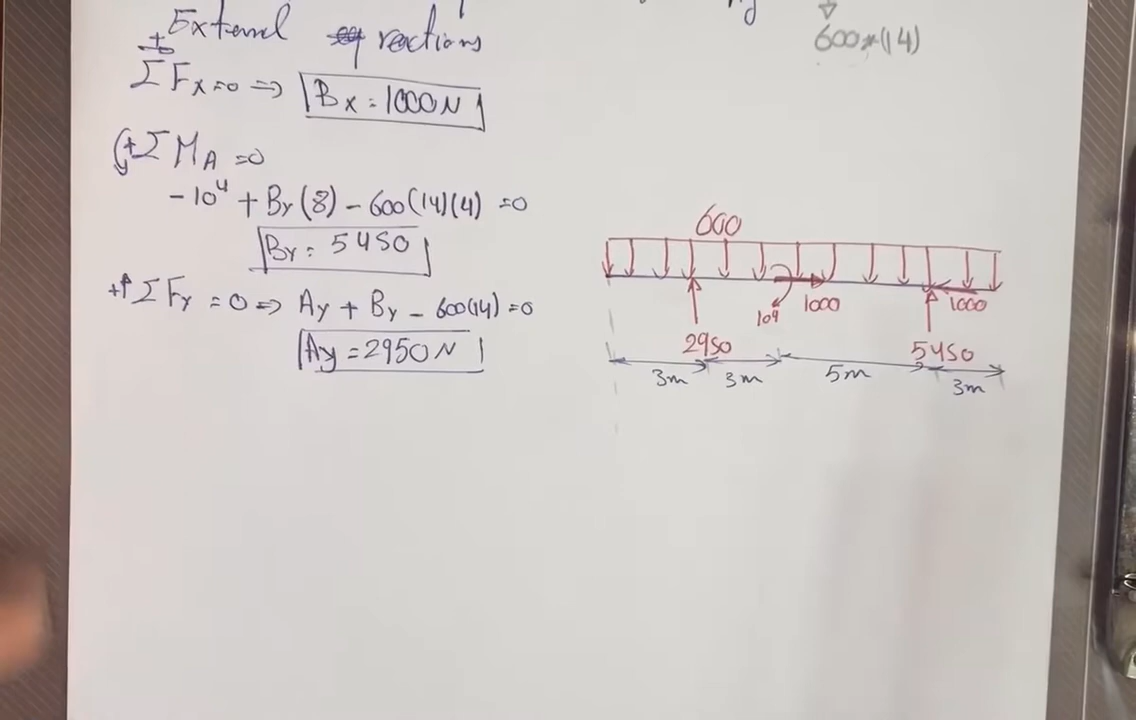 External reactions
+
ΣFx=0 => Bx = 1000N
+ΣM_A =0
-10⁴ + By(8) - 600(14)(4) =0
By = 5450
+↑ΣFy =0 => Ay + By - 600(14) =0
Ay = 2950N
600*(14)
600
10⁴ 1000 1000
2950 5450
3m 3m 5m 3m